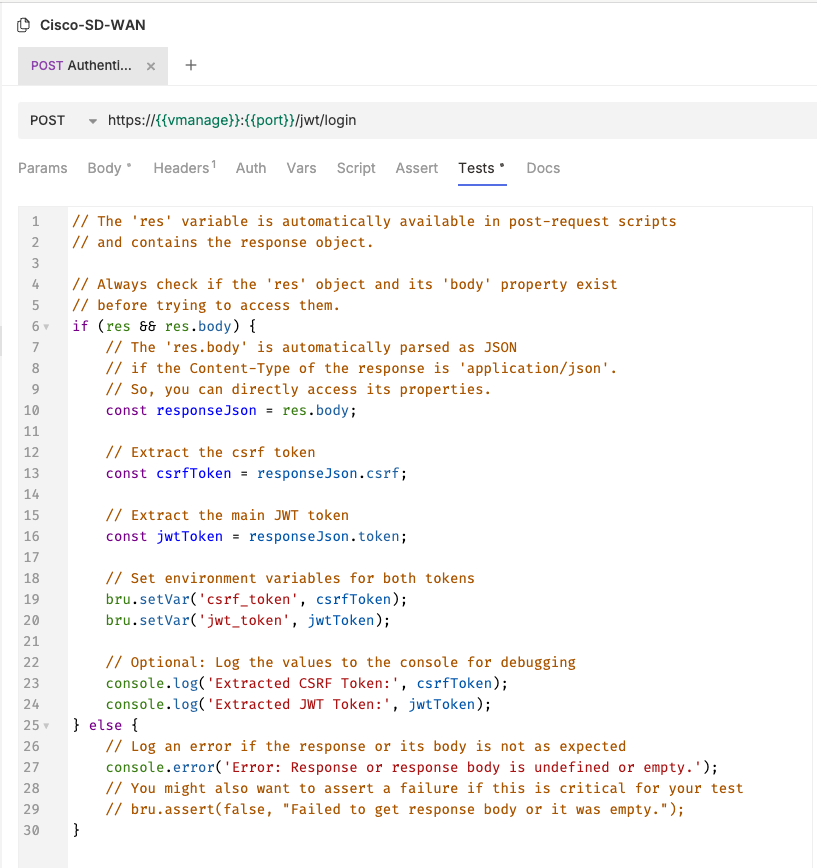 Cisco-SD-WAN
POST Authenti... × +
POST https://{{vmanage}}:{{port}}/jwt/login
Params Body • Headers 1 Auth Vars Script Assert Tests • Docs
1 // The 'res' variable is automatically available in post-request scripts
2 // and contains the response object.
3
4 // Always check if the 'res' object and its 'body' property exist
5 // before trying to access them.
6 if (res && res.body) {
7 // The 'res.body' is automatically parsed as JSON
8 // if the Content-Type of the response is 'application/json'.
9 // So, you can directly access its properties.
10 const responseJson = res.body;
11
12 // Extract the csrf token
13 const csrfToken = responseJson.csrf;
14
15 // Extract the main JWT token
16 const jwtToken = responseJson.token;
17
18 // Set environment variables for both tokens
19 bru.setVar('csrf_token', csrfToken);
20 bru.setVar('jwt_token', jwtToken);
21
22 // Optional: Log the values to the console for debugging
23 console.log('Extracted CSRF Token:', csrfToken);
24 console.log('Extracted JWT Token:', jwtToken);
25 } else {
26 // Log an error if the response or its body is not as expected
27 console.error('Error: Response or response body is undefined or empty.');
28 // You might also want to assert a failure if this is critical for your test
29 // bru.assert(false, "Failed to get response body or it was empty.");
30 }